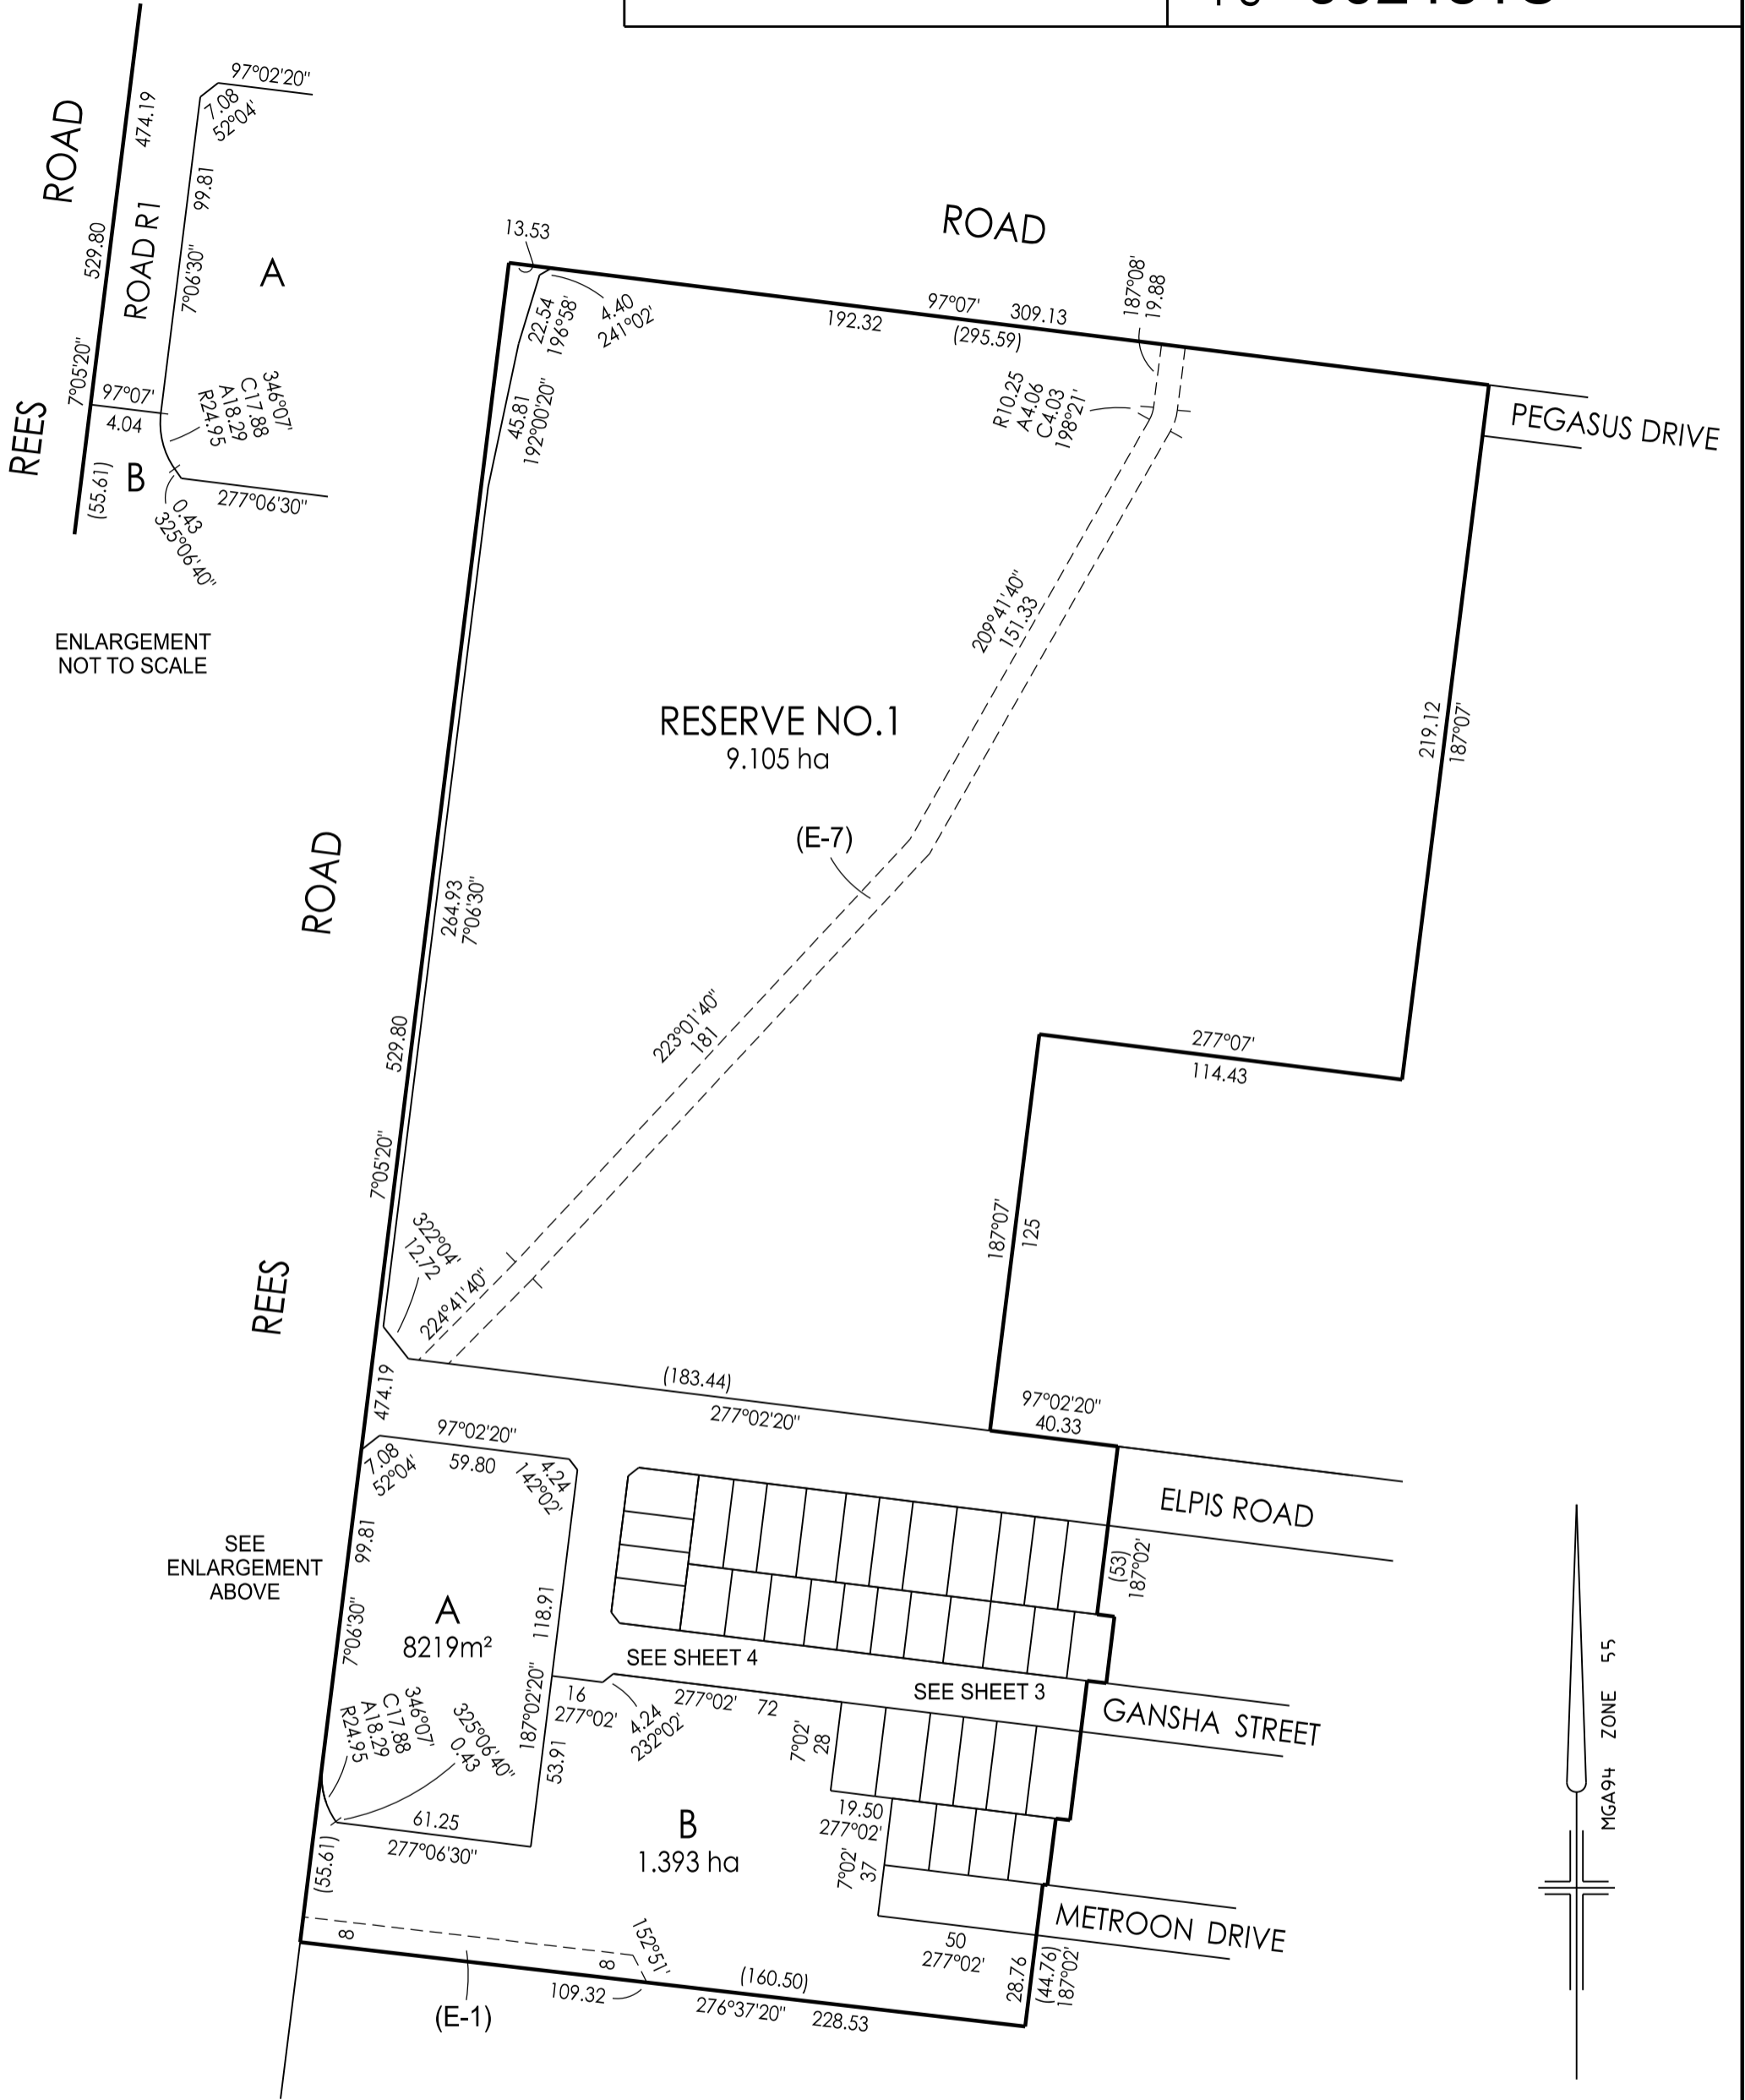 ROAD
474.19
97°02'20"
7.08
52°04'
99.81
529.80
ROAD R1
7°06'30"
A
7°05'20"
REES
97°07'
4.04
346°07'
C17.88
A18.29
R24.95
(55.61)
B
277°06'30"
0.43
325°06'40"
ENLARGEMENT
NOT TO SCALE
13.53
ROAD
4.40
241°02'
22.54
196°58'
45.81
192°00'20"
192.32
97°07'
309.13
(295.59)
187°08'
19.88
R10.25
A4.06
C4.03
198°21'
PEGASUS DRIVE
209°41'40"
151.33
RESERVE NO.1
9.105 ha
219.12
187°07'
(E-7)
ROAD
264.93
7°06'30"
223°01'40"
181
529.80
277°07'
114.43
7°05'20"
187°07'
125
322°04'
12.72
REES
224°41'40"
474.19
(183.44)
277°02'20"
97°02'20"
40.33
97°02'20"
59.80
7.08
52°04'
4.24
142°02'
ELPIS ROAD
SEE
ENLARGEMENT
ABOVE
99.81
(53)
187°02'
7°06'30"
A
8219m²
118.91
SEE SHEET 4
SEE SHEET 3
187°02'20"
16
277°02'
4.24
232°02'
277°02'
72
GANSHA STREET
346°07'
C17.88
A18.29
R24.95
325°06'40"
0.43
53.91
7°02'
28
61.25
277°06'30"
B
1.393 ha
19.50
277°02'
7°02'
37
(55.61)
METROON DRIVE
50
277°02'
8
8
152°51'
109.32
(160.50)
276°37'20"
228.53
28.76
(44.76)
187°02'
(E-1)
MGA94 ZONE 55